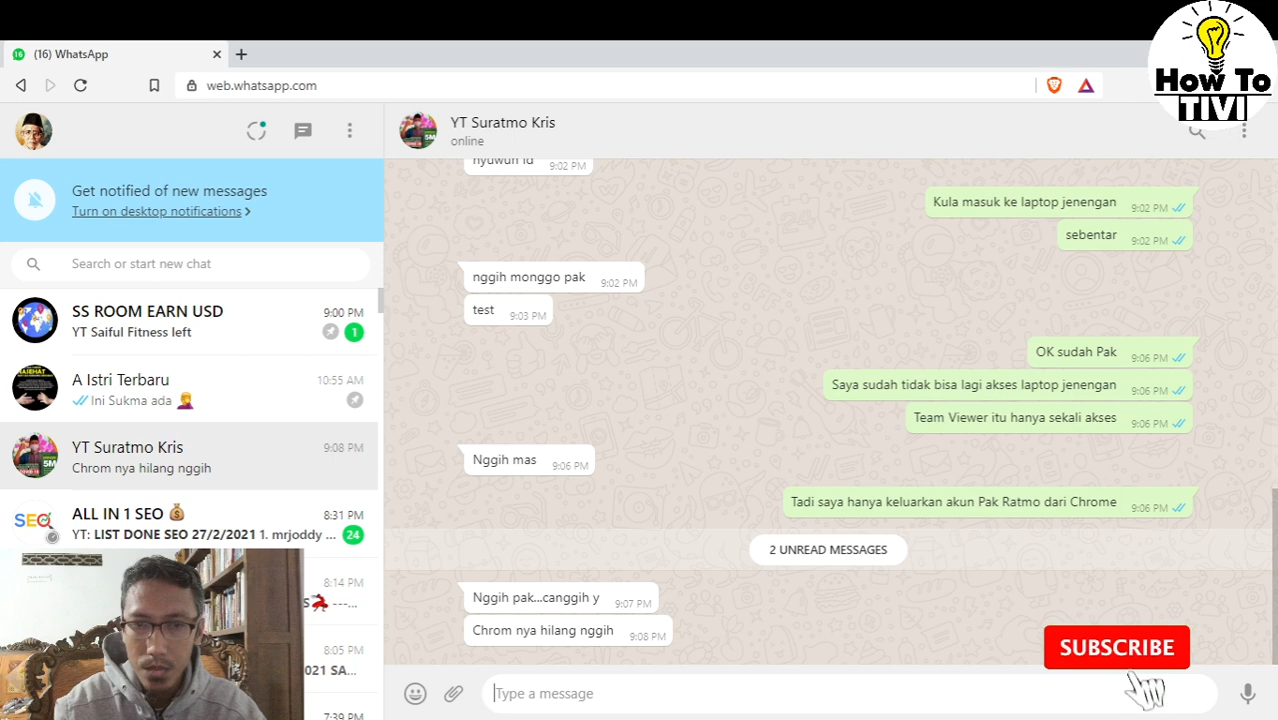 (16) WhatsApp
web.whatsapp.com
How To
TIVI
Get notified of new messages
Turn on desktop notifications >
Search or start new chat
SS ROOM EARN USD 9:00 PM
YT Saiful Fitness left 1
A Istri Terbaru 10:55 AM
Ini Sukma ada
YT Suratmo Kris 9:08 PM
Chrom nya hilang nggih
ALL IN 1 SEO 8:31 PM
YT: LIST DONE SEO 27/2/2021 1. mrjoddy ... 24
8:14 PM
S ---...
8:05 PM
021 SA...
7:39 PM
YT Suratmo Kris
online
nyuwun id 9:02 PM
Kula masuk ke laptop jenengan 9:02 PM
sebentar 9:02 PM
nggih monggo pak 9:02 PM
test 9:03 PM
OK sudah Pak 9:06 PM
Saya sudah tidak bisa lagi akses laptop jenengan 9:06 PM
Team Viewer itu hanya sekali akses 9:06 PM
Nggih mas 9:06 PM
Tadi saya hanya keluarkan akun Pak Ratmo dari Chrome 9:06 PM
2 UNREAD MESSAGES
Nggih pak...canggih y 9:07 PM
Chrom nya hilang nggih 9:08 PM
SUBSCRIBE
Type a message